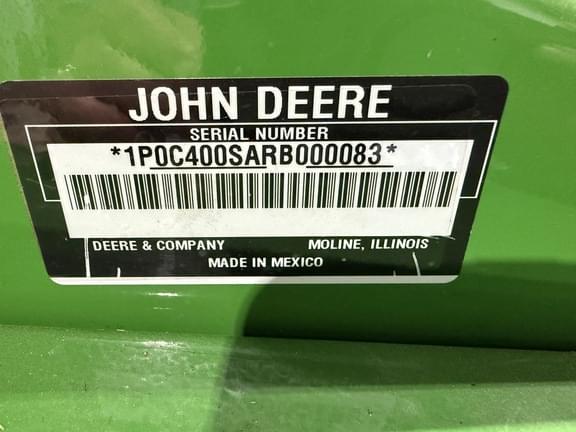 JOHN DEERE
SERIAL NUMBER
*1P0C400SARB000083*
DEERE & COMPANY MOLINE, ILLINOIS
MADE IN MEXICO